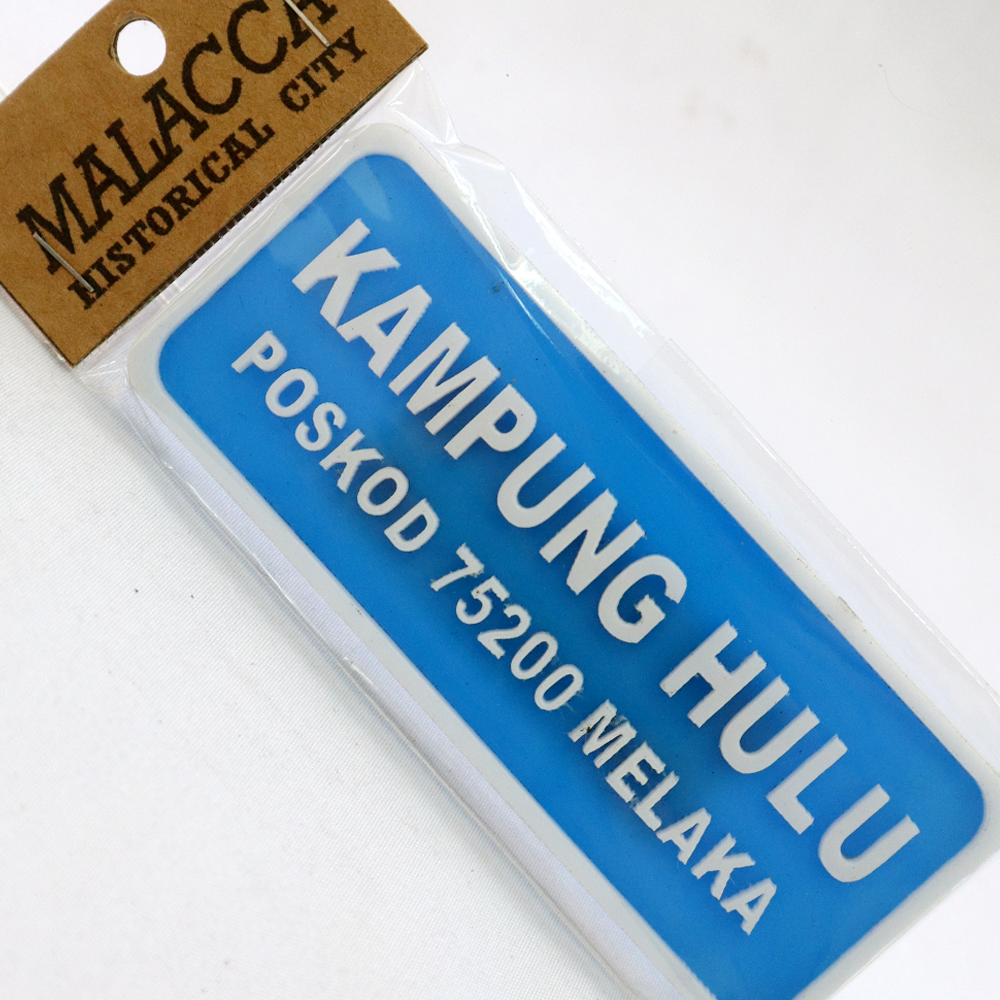 MALACCA
HISTORICAL CITY
KAMPUNG HULU
POSKOD 75200 MELAKA